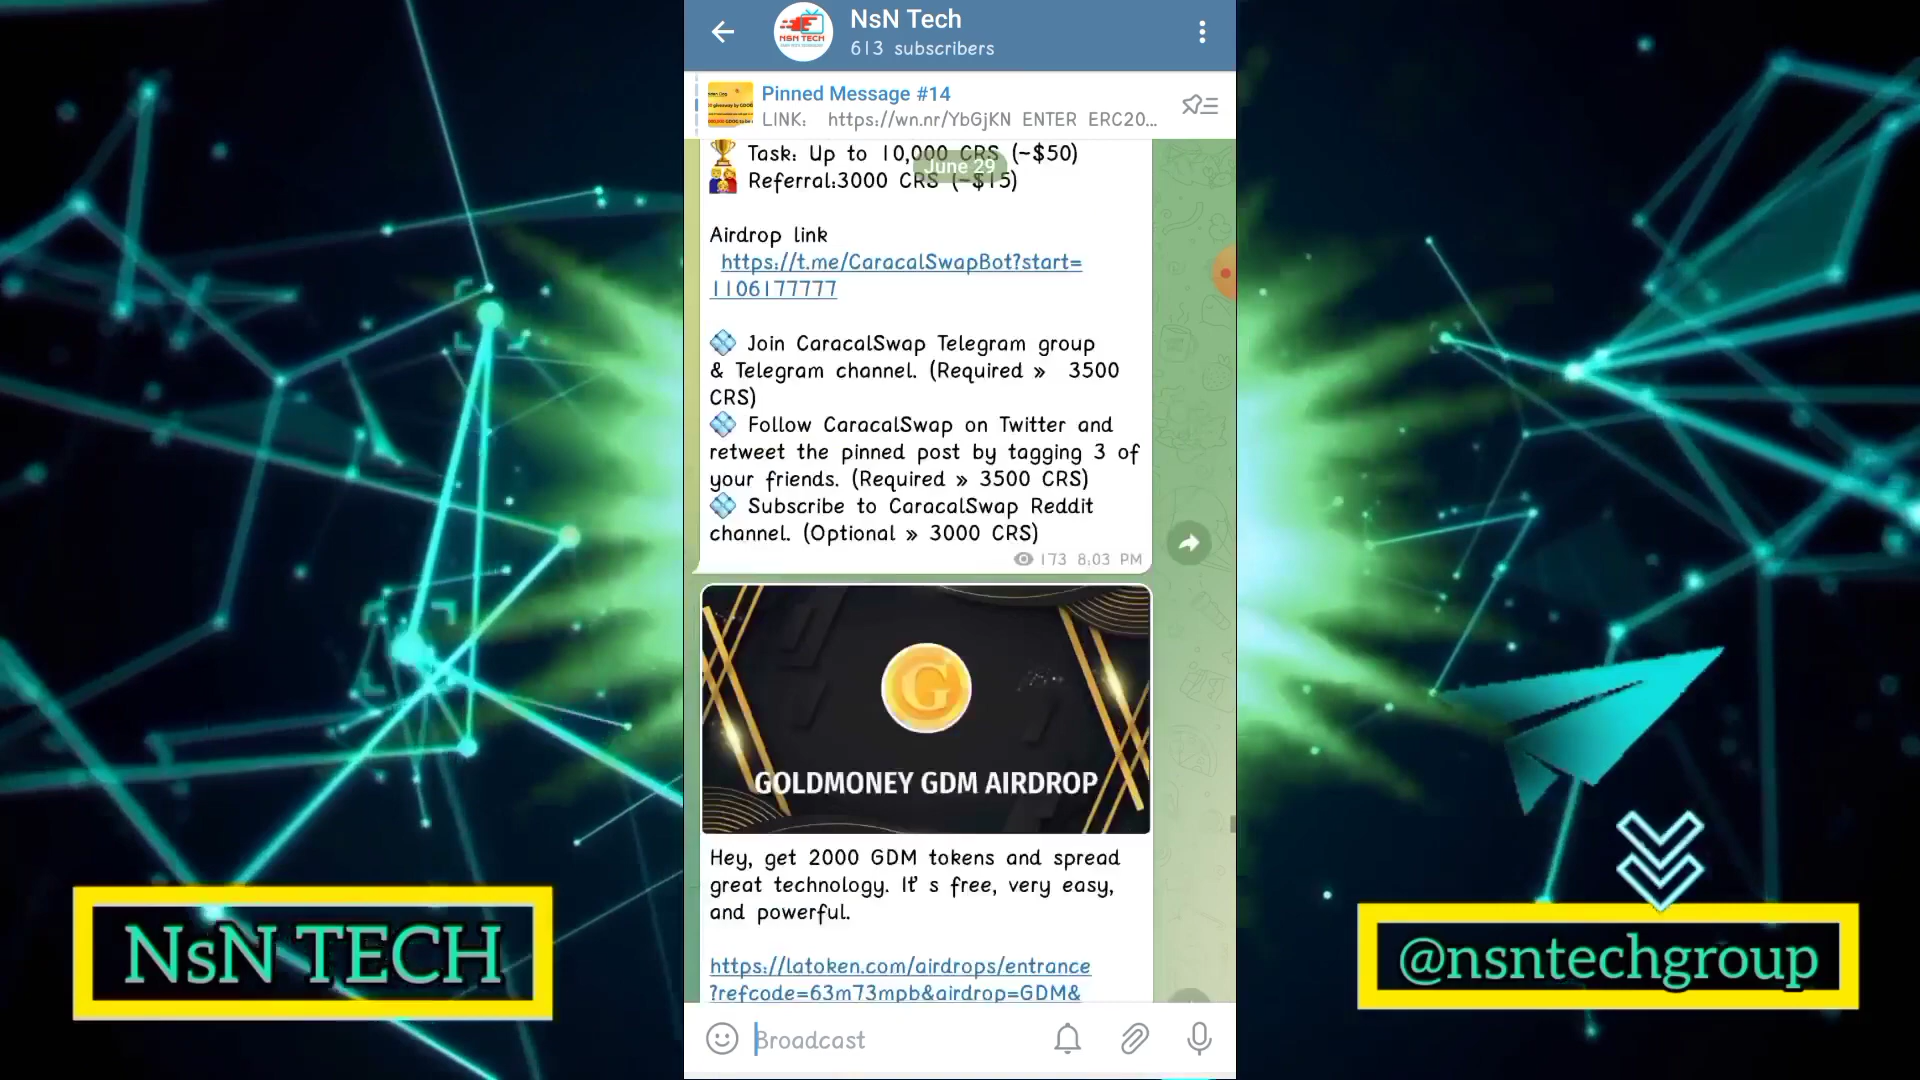 NsN Tech
613 subscribers
NSN TECH
Pinned Message #14
LINK: https://wn.nr/YbGjKN ENTER ERC20...
🏆 Task: Up to 10,000 CRS (~$50)
June 29
Referral:3000 CRS (~$15)
Airdrop link
https://t.me/CaracalSwapBot?start=
1106177777
💠 Join CaracalSwap Telegram group
& Telegram channel. (Required » 3500
CRS)
💠 Follow CaracalSwap on Twitter and
retweet the pinned post by tagging 3 of
your friends. (Required » 3500 CRS)
💠 Subscribe to CaracalSwap Reddit
channel. (Optional » 3000 CRS)
173 8:03 PM
G
GOLDMONEY GDM AIRDROP
Hey, get 2000 GDM tokens and spread
great technology. It' s free, very easy,
and powerful.
https://latoken.com/airdrops/entrance
?refcode=63m73mpb&airdrop=GDM&
Broadcast
NsN TECH
@nsntechgroup